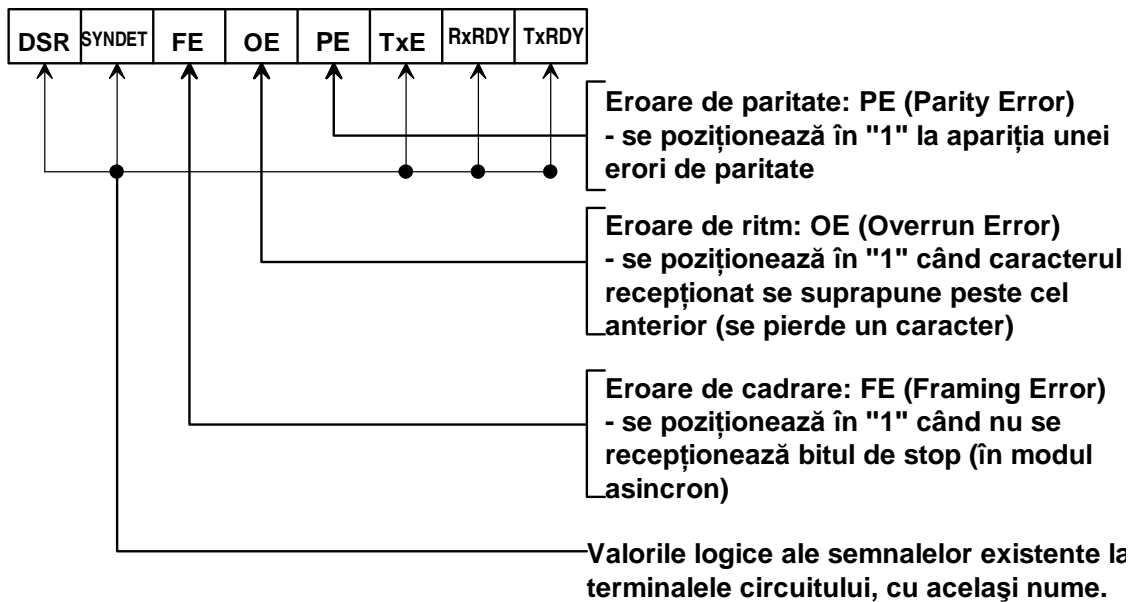 DSR SYNDET FE OE PE TxE RxRDY TxRDY
Eroare de paritate: PE (Parity Error)
- se poziționează în "1" la apariția unei
erori de paritate
Eroare de ritm: OE (Overrun Error)
- se poziționează în "1" când caracterul
recepționat se suprapune peste cel
anterior (se pierde un caracter)
Eroare de cadrare: FE (Framing Error)
- se poziționează în "1" când nu se
recepționează bitul de stop (în modul
asincron)
Valorile logice ale semnalelor existente la
terminalele circuitului, cu același nume.